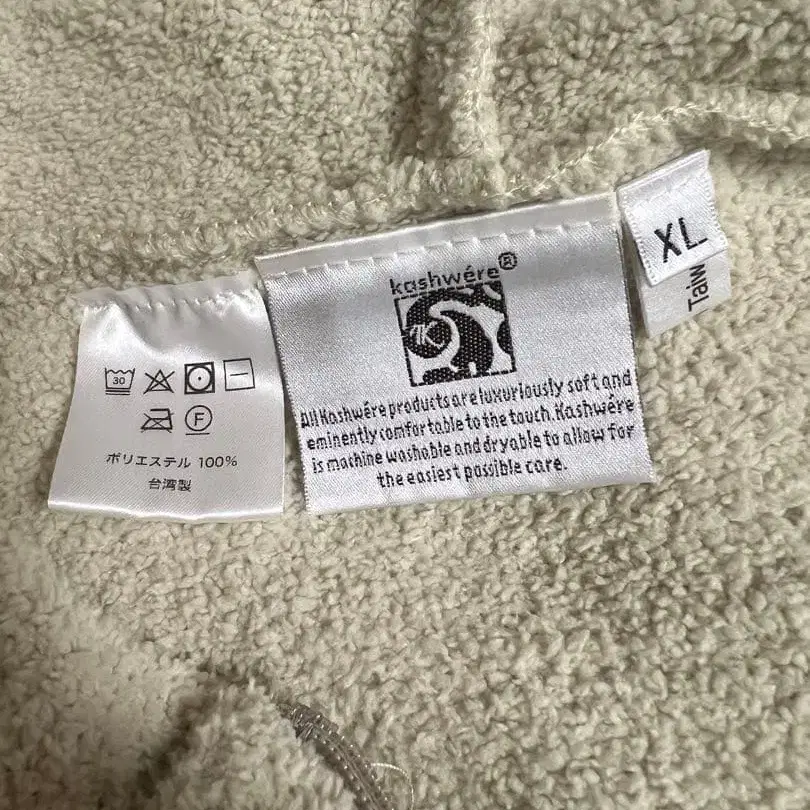 30
F
ポリエステル 100%
台湾製
kashwére®
All Kashwére products are luxuriously soft and
eminently comfortable to the touch. Kashwére
is machine washable and dryable to allow for
the easiest possible care.
XL